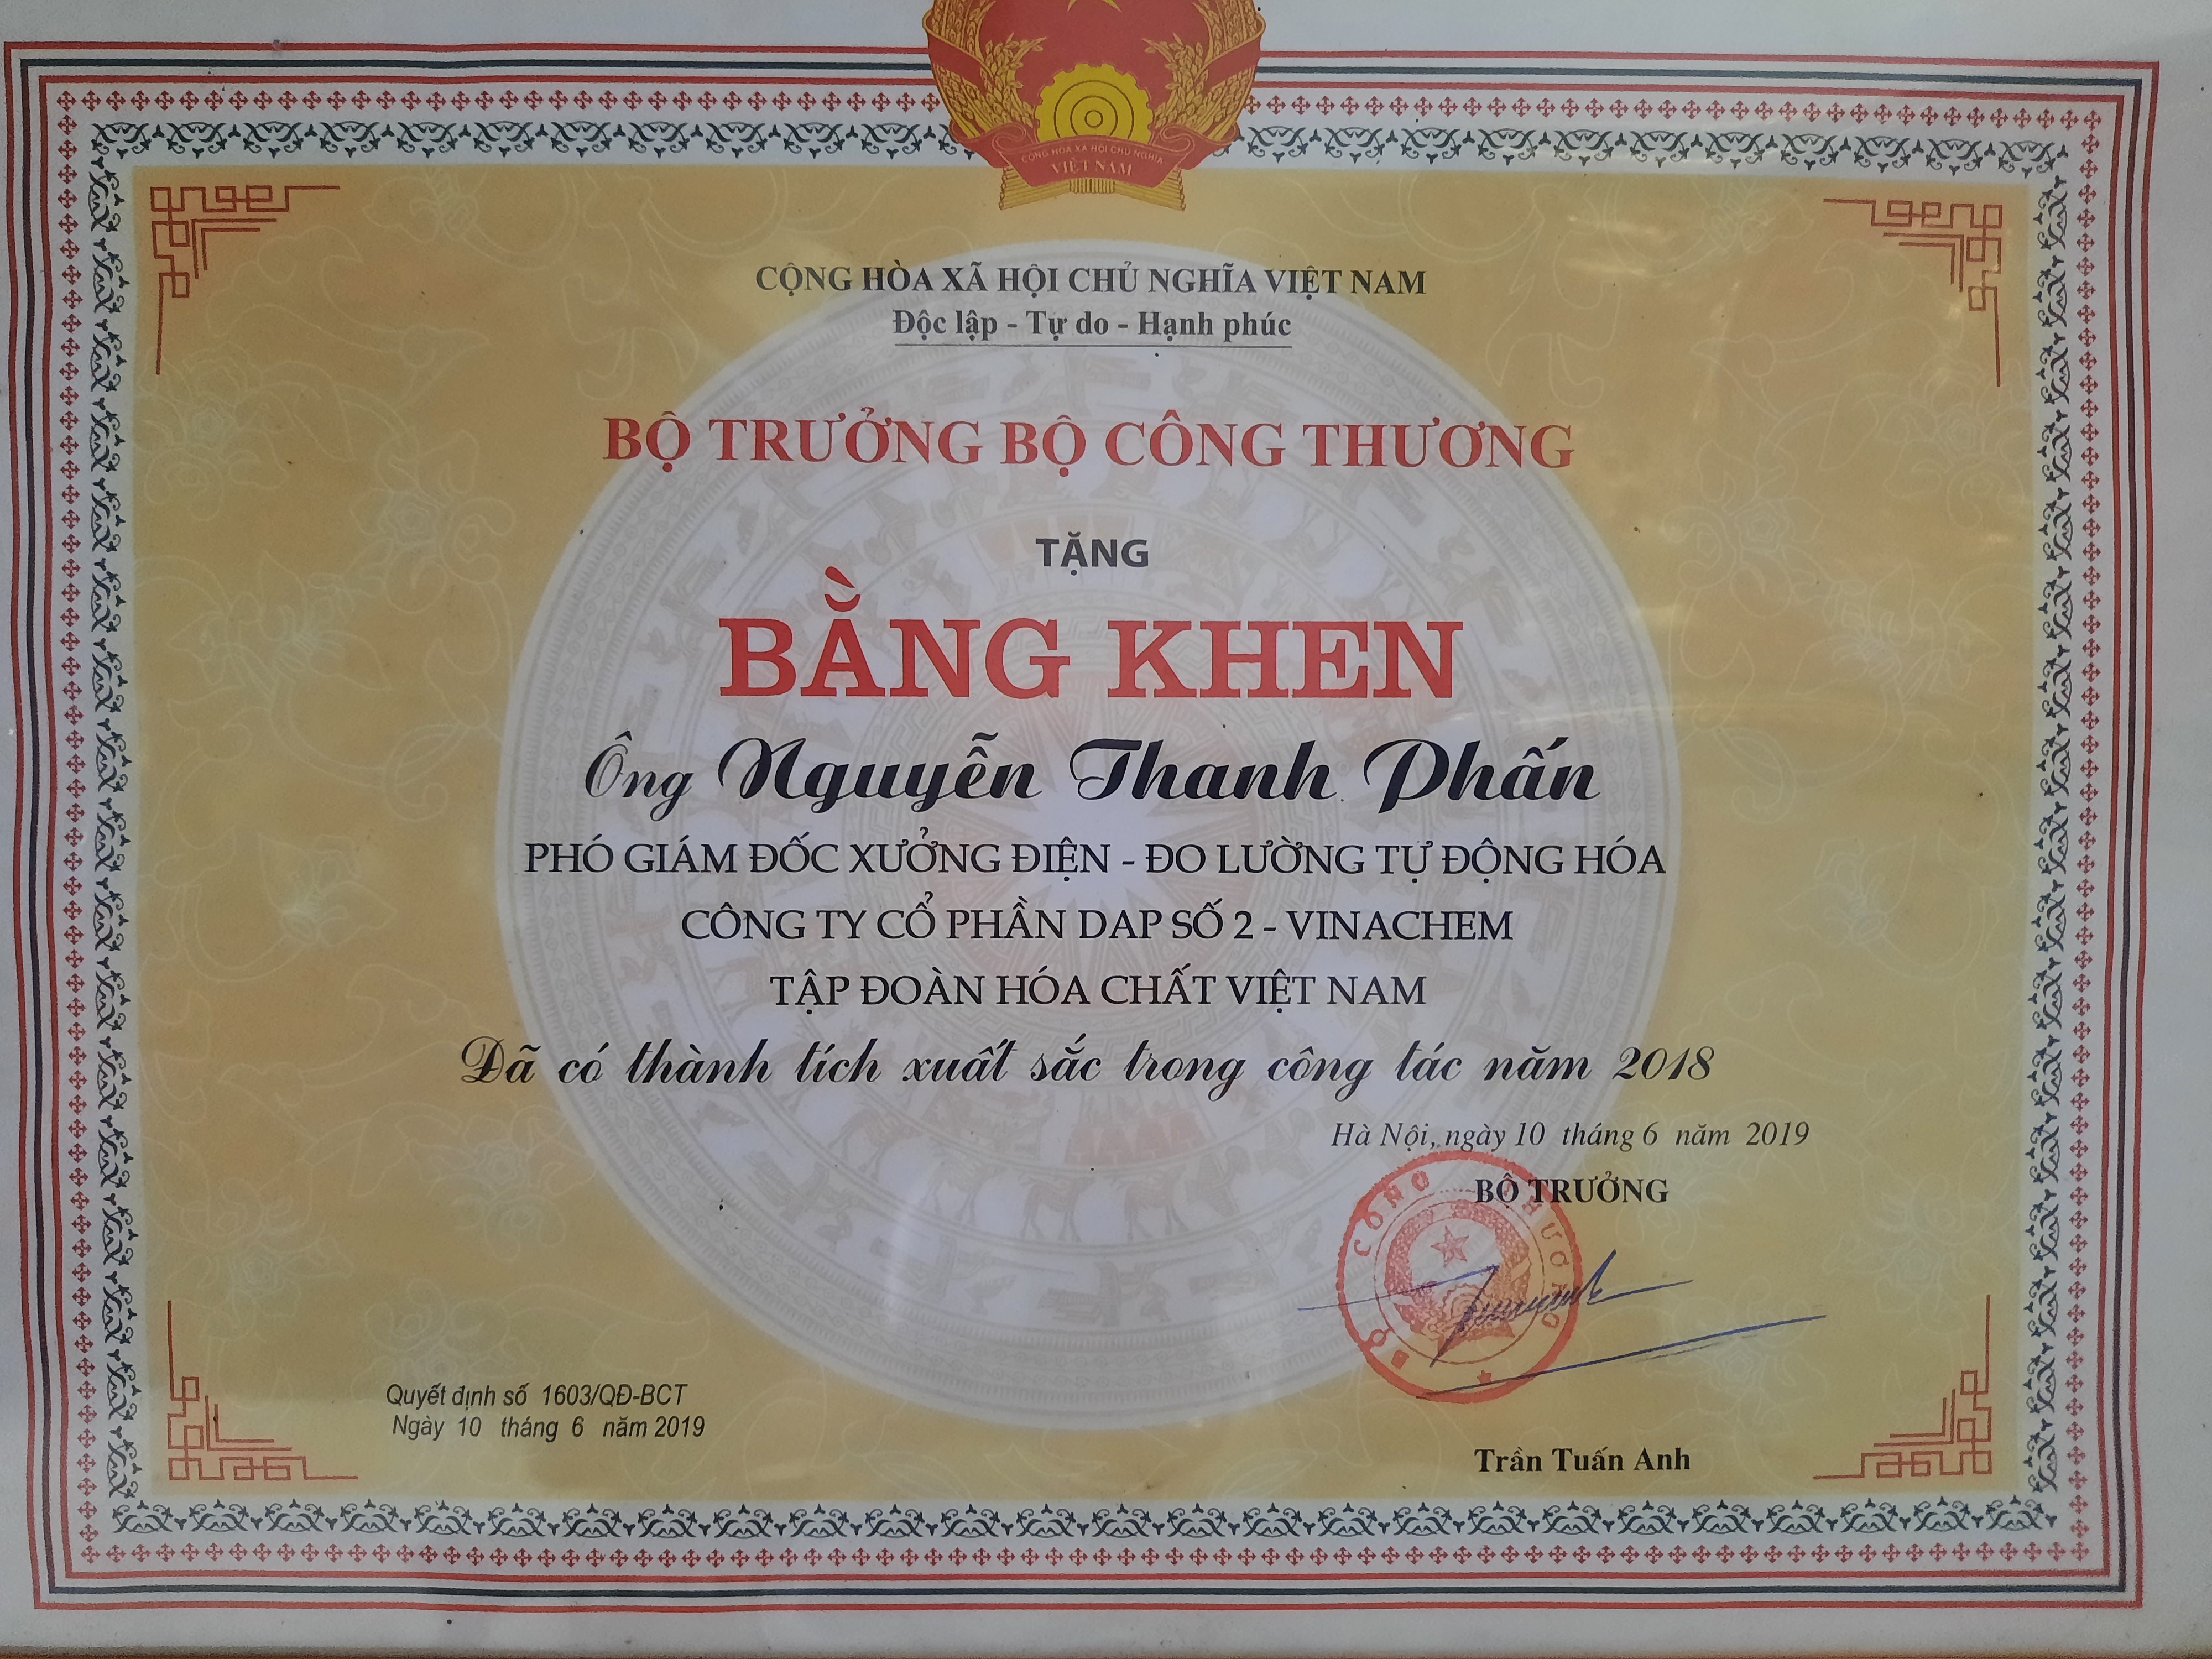 CỘNG HÒA XÃ HỘI CHỦ NGHĨA
VIỆT NAM
CỘNG HÒA XÃ HỘI CHỦ NGHĨA VIỆT NAM
Độc lập - Tự do - Hạnh phúc
BỘ TRƯỞNG BỘ CÔNG THƯƠNG
TẶNG
BẰNG KHEN
Ông Nguyễn Thanh Phấn
PHÓ GIÁM ĐỐC XƯỞNG ĐIỆN - ĐO LƯỜNG TỰ ĐỘNG HÓA
CÔNG TY CỔ PHẦN DAP SỐ 2 - VINACHEM
TẬP ĐOÀN HÓA CHẤT VIỆT NAM
Đã có thành tích xuất sắc trong công tác năm 2018
Hà Nội, ngày 10 tháng 6 năm 2019
BỘ TRƯỞNG
BỘ CÔNG THƯƠNG
Quyết định số 1603/QĐ-BCT
Ngày 10 tháng 6 năm 2019
Trần Tuấn Anh